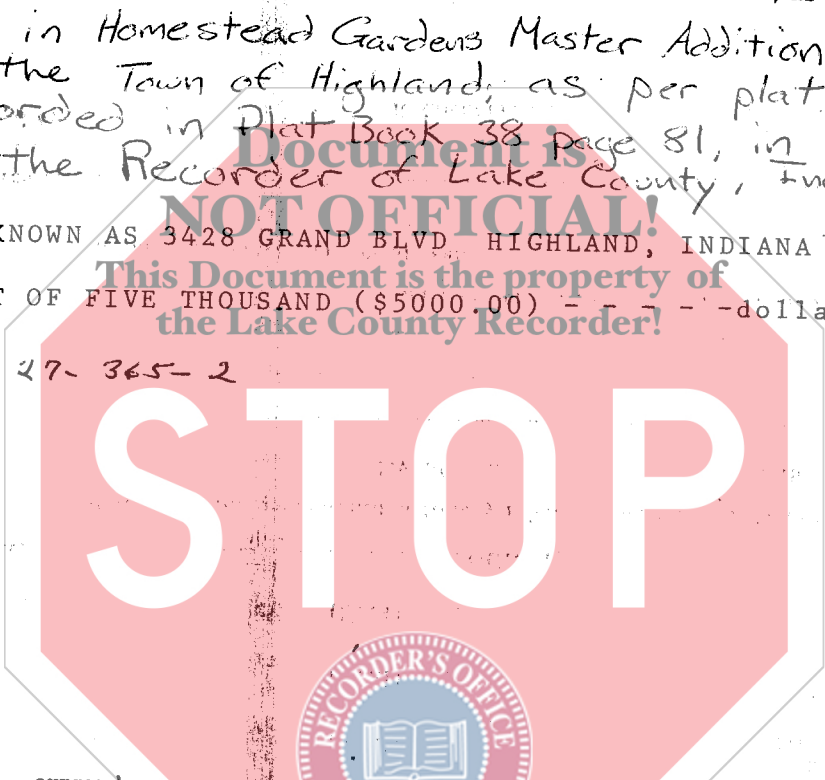 in Homestead Gardens Master Addition
the Town of Highland, as per plat
orded in Plat Book 38 page 81, in
the Recorder of Lake County, Ind
Document is
NOT OFFICIAL!
This Document is the property of
the Lake County Recorder!
KNOWN AS 3428 GRAND BLVD HIGHLAND, INDIANA
T OF FIVE THOUSAND ($5000.00) - - - - -dolla
27-365-2
STOP
RECORDER'S OFFICE